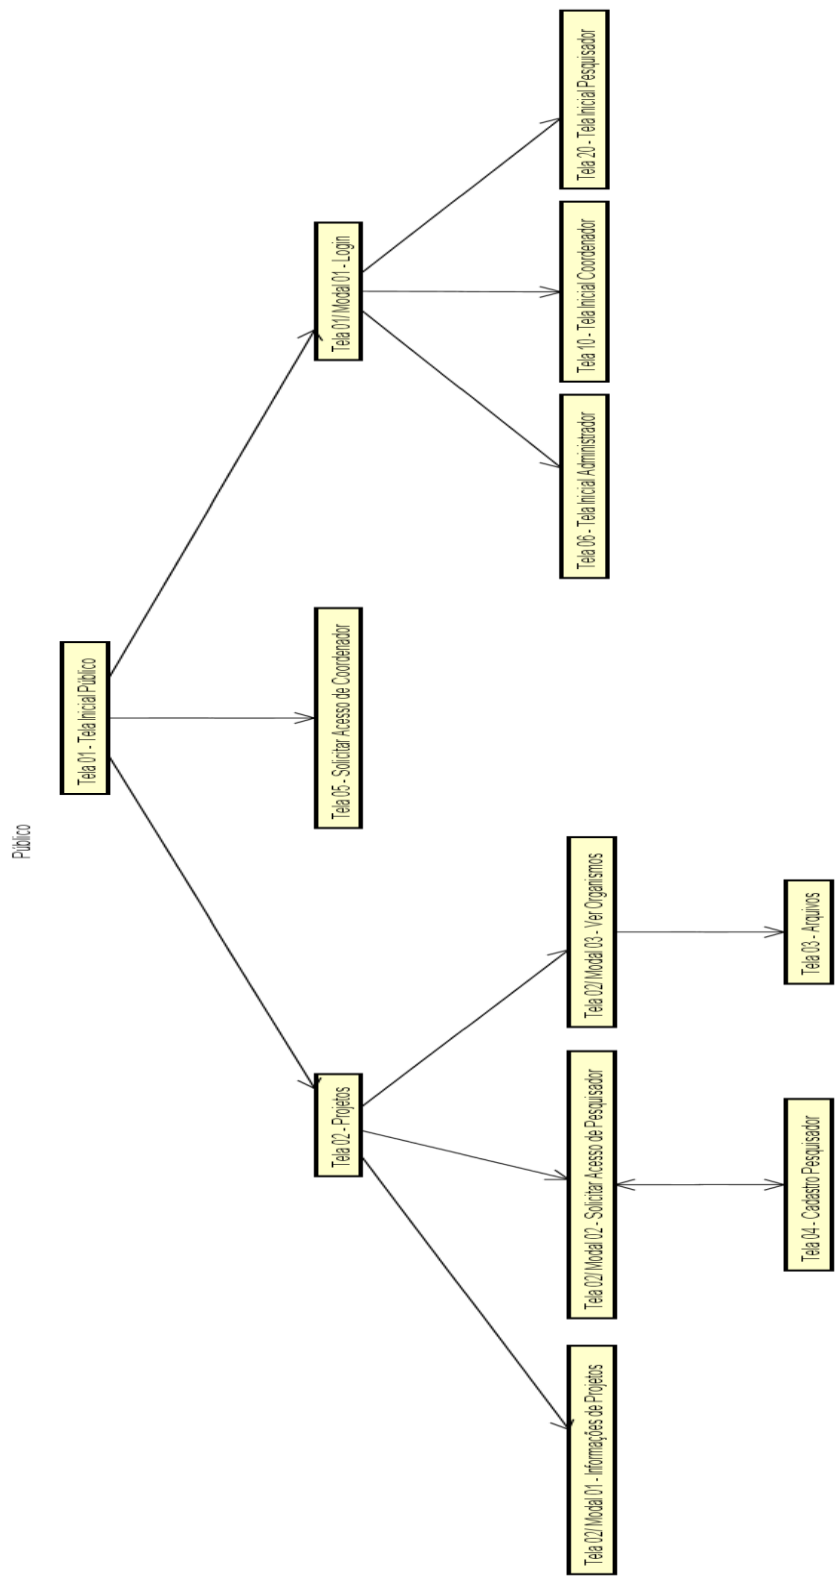 Público
Tela 01 - Tela Inicial Público
Tela 02 - Projetos
Tela 05 - Solicitar Acesso de Coordenador
Tela 01/ Modal 01 - Login
Tela 02/ Modal 01 - Informações de Projetos
Tela 02/ Modal 02 - Solicitar Acesso de Pesquisador
Tela 02/ Modal 03 - Ver Organismos
Tela 06 - Tela Inicial Administrador
Tela 10 - Tela Inicial Coordenador
Tela 20 - Tela Inicial Pesquisador
Tela 04 - Cadastro Pesquisador
Tela 03 - Arquivos